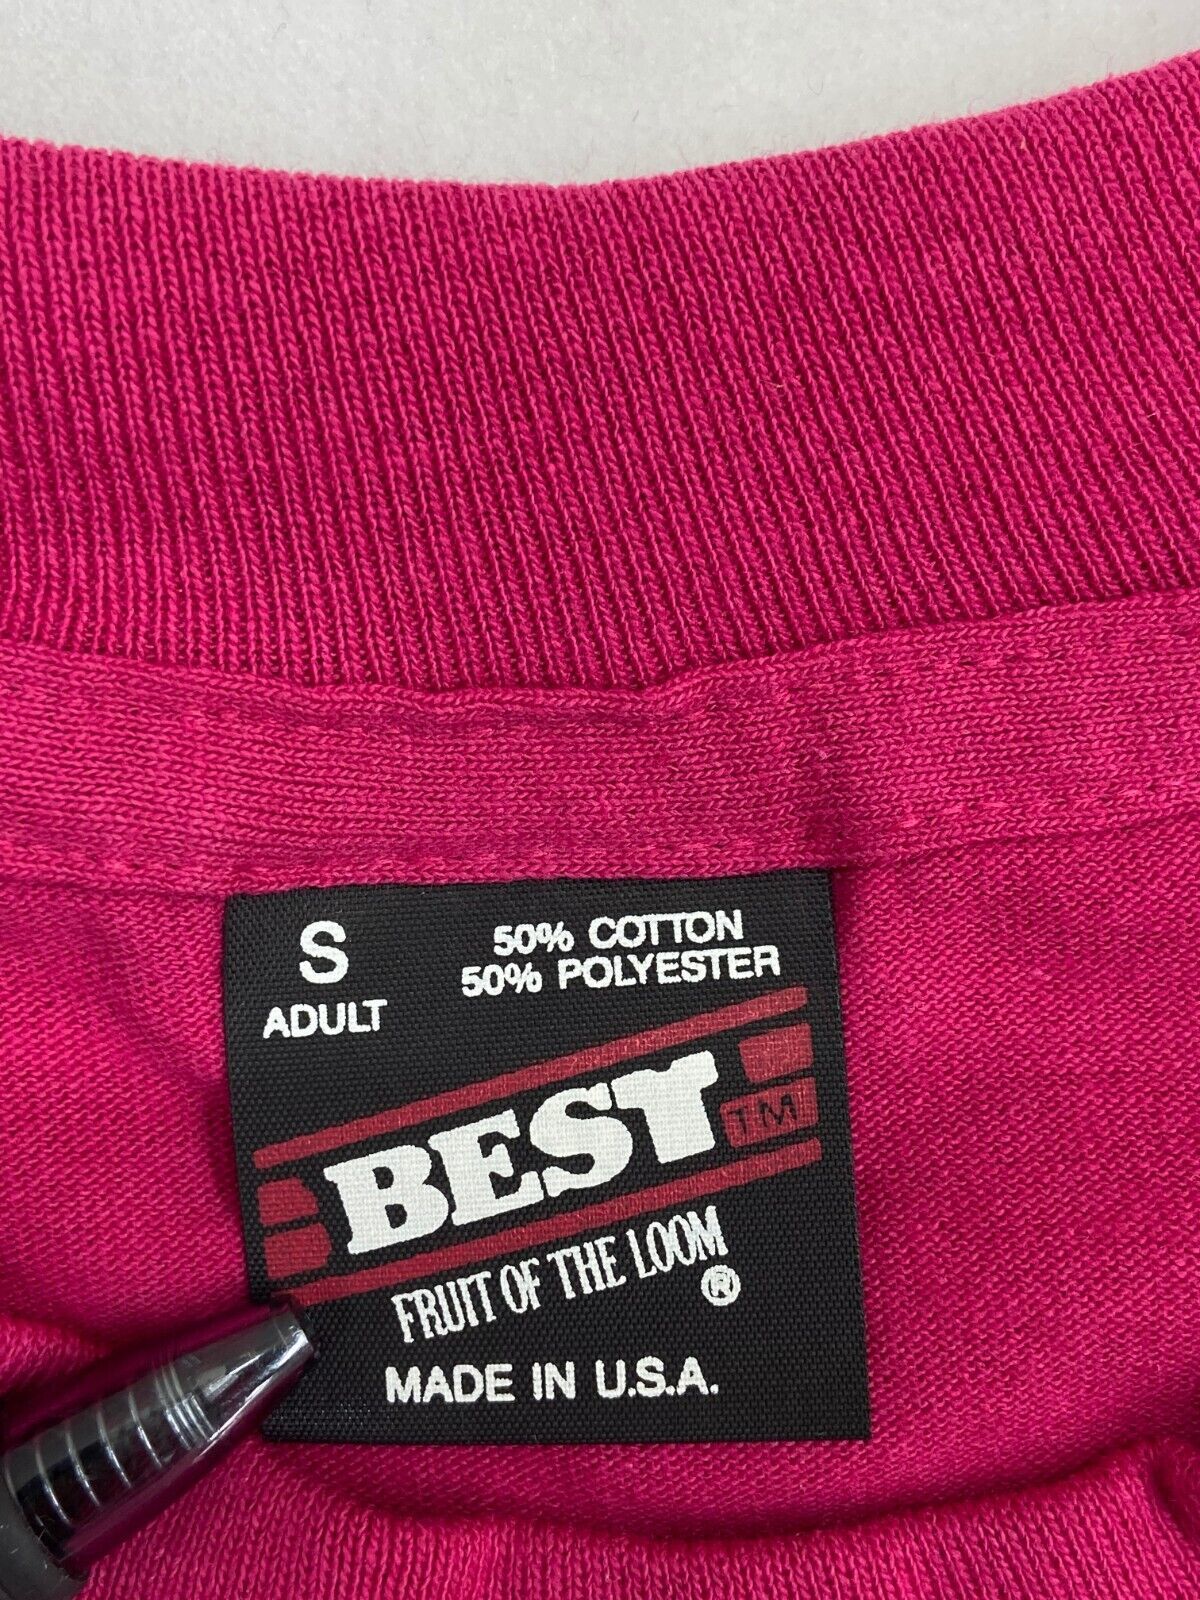 S
ADULT
50% COTTON
50% POLYESTER
BEST
TM
FRUIT OF THE LOOM
®
MADE IN U.S.A.